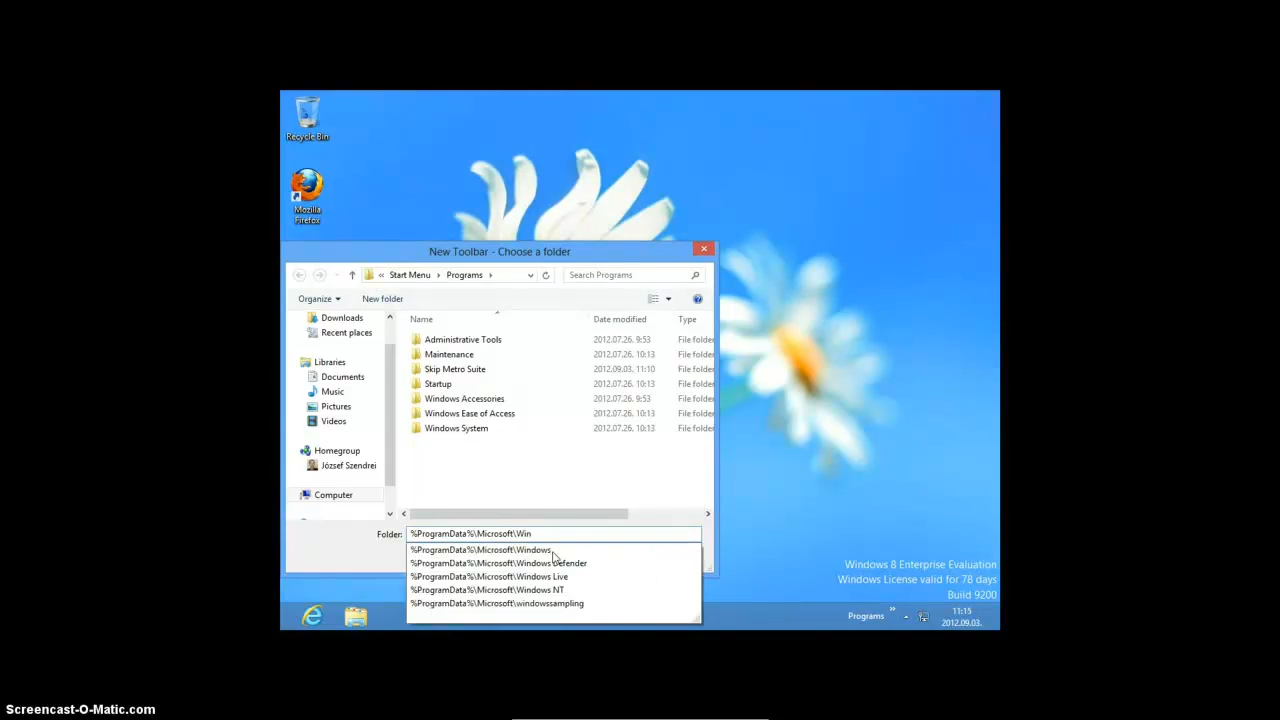 Recycle Bin
Mozilla
Firefox
New Toolbar - Choose a folder
« Start Menu Programs
Search Programs
Organize
New folder
Name
Date modified
Type
Downloads
Recent places
Libraries
Documents
Music
Pictures
Videos
Homegroup
József Szendrei
Computer
Administrative Tools 2012.07.26. 9:53 File folder
Maintenance 2012.07.26. 10:13 File folder
Skip Metro Suite 2012.09.03. 11:10 File folder
Startup 2012.07.26. 10:13 File folder
Windows Accessories 2012.07.26. 9:53 File folder
Windows Ease of Access 2012.07.26. 10:13 File folder
Windows System 2012.07.26. 10:13 File folder
Folder: %ProgramData%\Microsoft\Win
%ProgramData%\Microsoft\Windows
%ProgramData%\Microsoft\Windows Defender
%ProgramData%\Microsoft\Windows Live
%ProgramData%\Microsoft\Windows NT
%ProgramData%\Microsoft\windowssampling
Windows 8 Enterprise Evaluation
Windows License valid for 78 days
Build 9200
Programs »
11:15
2012.09.03.
Screencast-O-Matic.com